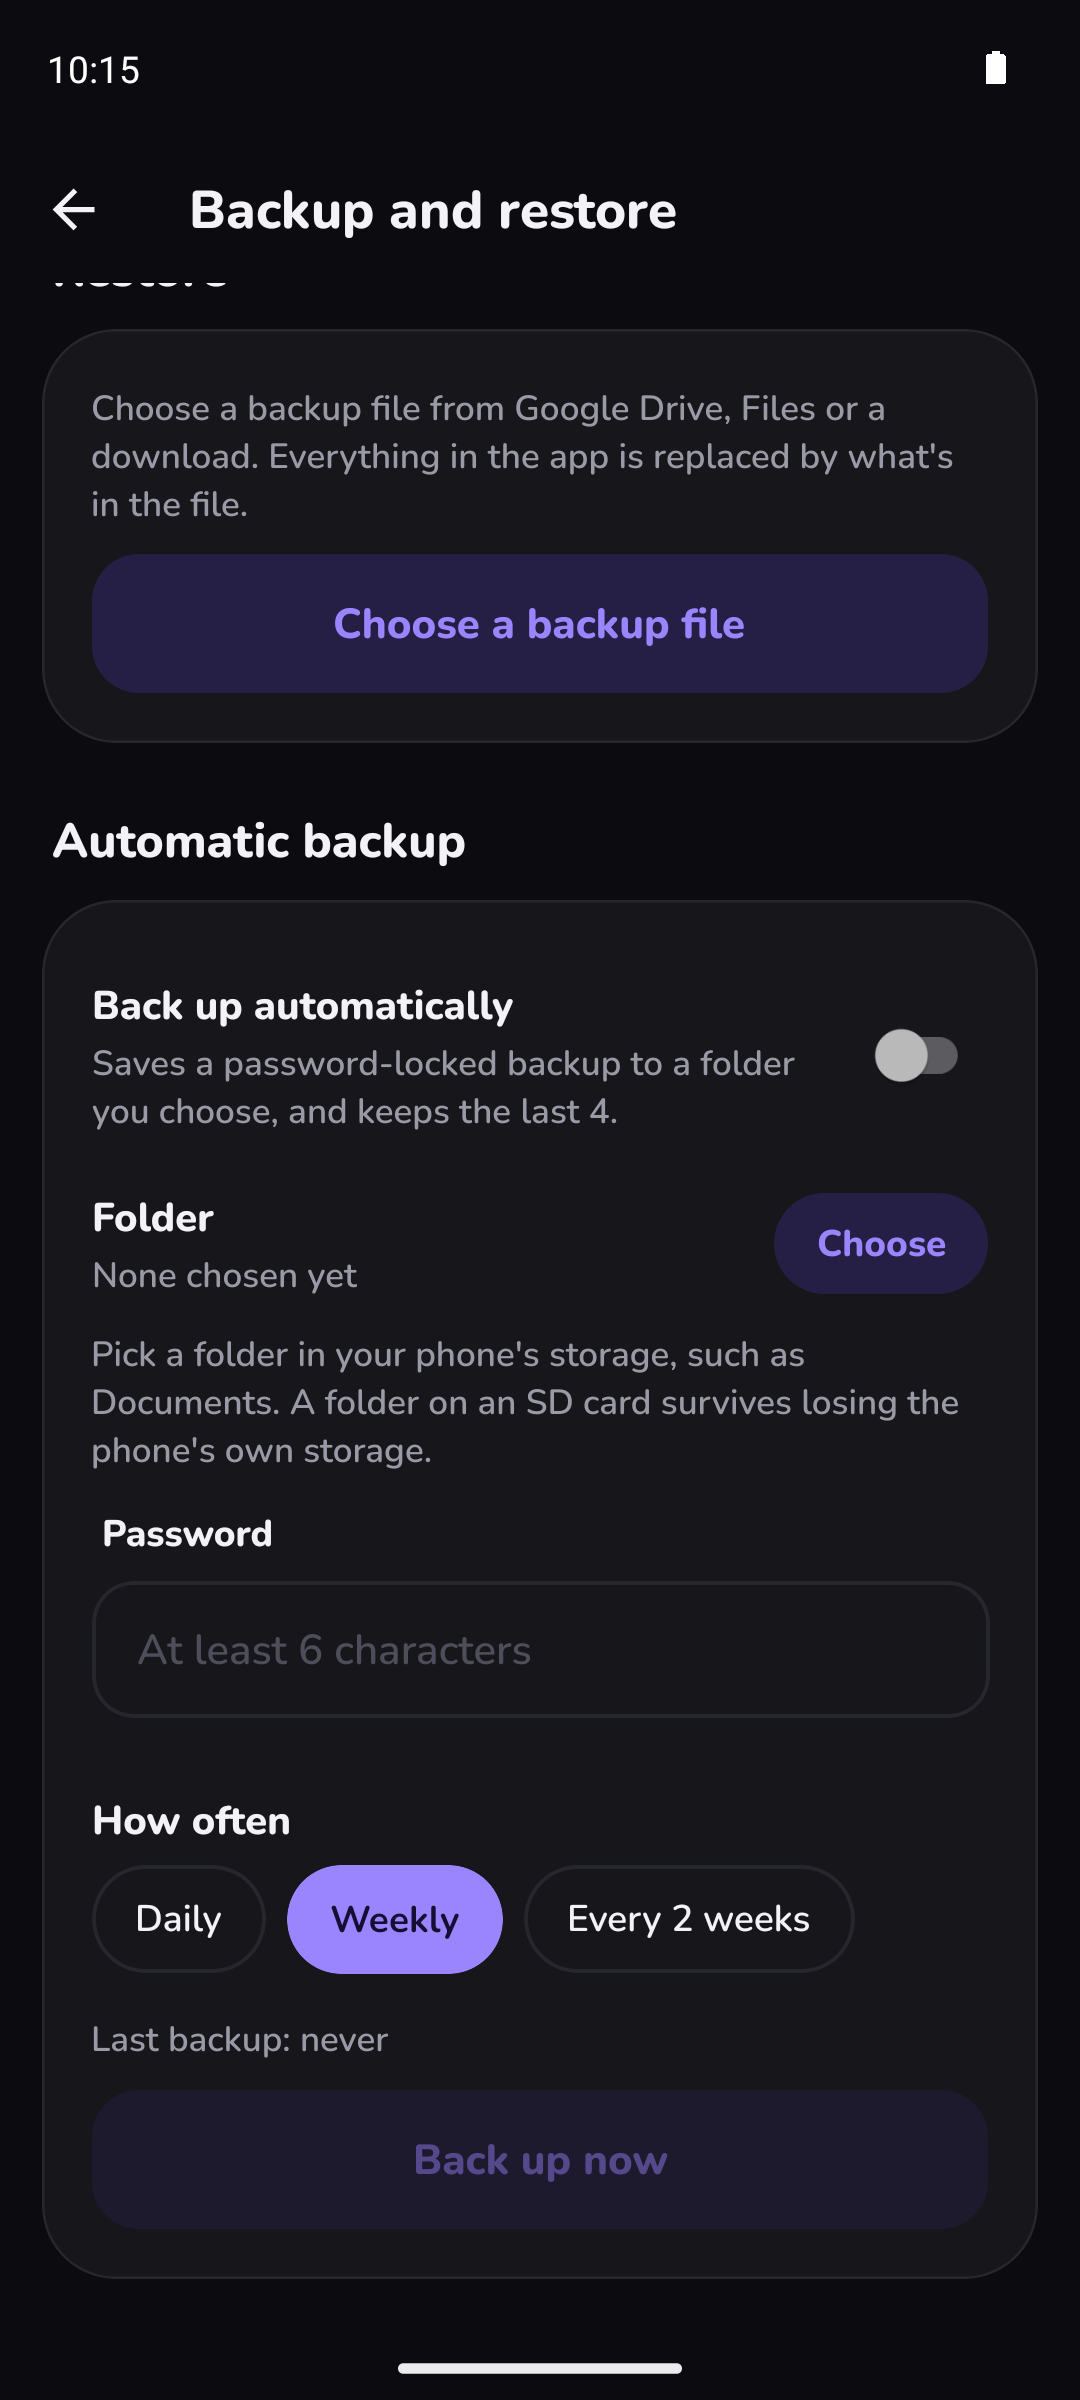 10:15
Backup and restore
Restore
Choose a backup file from Google Drive, Files or a
download. Everything in the app is replaced by what's
in the file.
Choose a backup file
Automatic backup
Back up automatically
Saves a password-locked backup to a folder
you choose, and keeps the last 4.
Folder
None chosen yet
Choose
Pick a folder in your phone's storage, such as
Documents. A folder on an SD card survives losing the
phone's own storage.
Password
At least 6 characters
How often
Daily
Weekly
Every 2 weeks
Last backup: never
Back up now